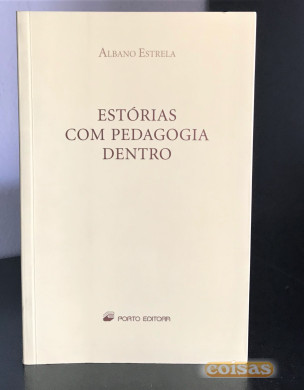 ALBANO ESTRELA
ESTÓRIAS
COM PEDAGOGIA
DENTRO
PORTO EDITORA
coisas